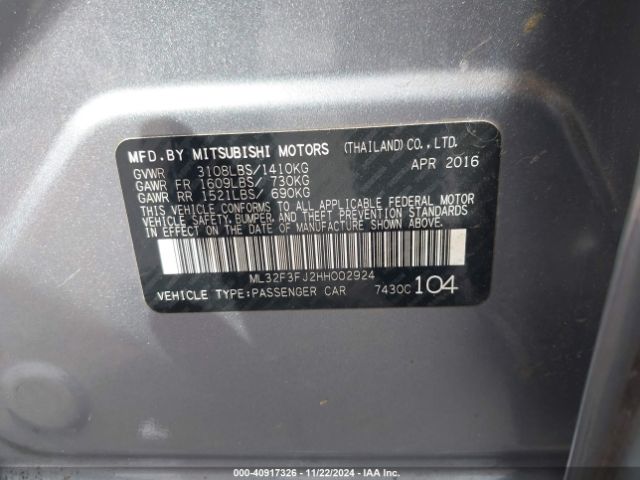 MFD.BY MITSUBISHI MOTORS (THAILAND) CO.,LTD.
GVWR 3108LBS/1410KG APR 2016
GAWR FR 1609LBS/ 730KG
GAWR RR 1521LBS/ 690KG
THIS VEHICLE CONFORMS TO ALL APPLICABLE FEDERAL MOTOR
VEHICLE SAFETY, BUMPER, AND THEFT PREVENTION STANDARDS
IN EFFECT ON THE DATE OF MANUFACTURE SHOWN ABOVE.
ML32F3FJ2HH002924
VEHICLE TYPE:PASSENGER CAR 7430C 104
000-40917326 - 11/22/2024 - IAA Inc.